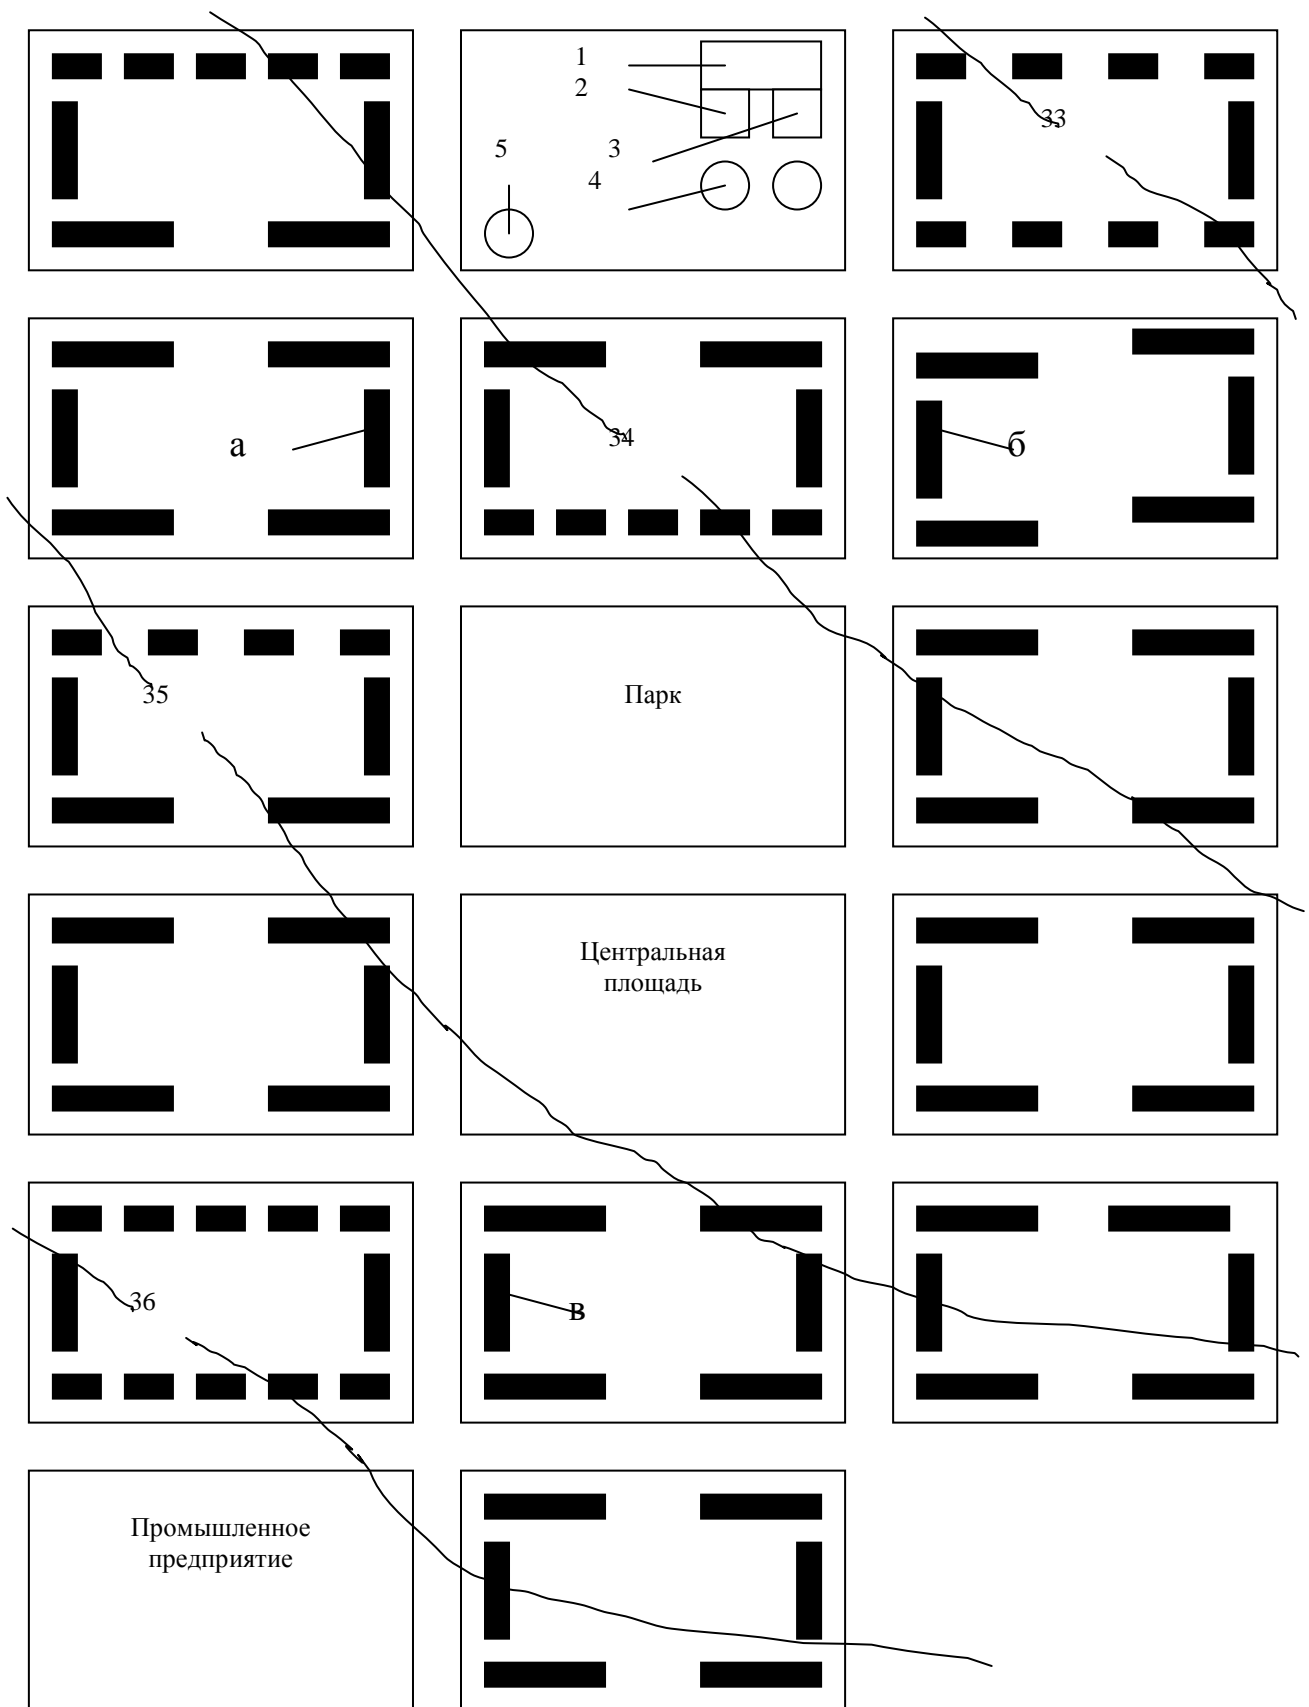 1
2
33
5
3
4
а
34
б
35
Парк
Центральная
площадь
36
в
Промышленное
предприятие